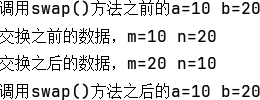 调用swap()方法之前的a=10 b=20
交换之前的数据，m=10 n=20
交换之后的数据，m=20 n=10
调用swap()方法之后的a=10 b=20